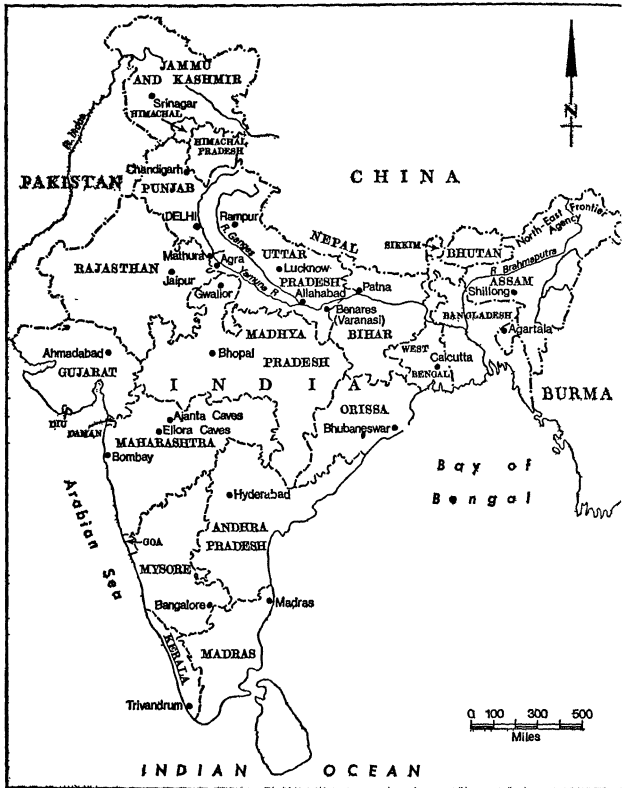 JAMMU
AND KASHMIR
Srinagar
HIMACHAL
HIMACHAL
PRADESH
R. Indus
Chandigarh
PUNJAB
PAKISTAN
CHINA
N
DELHI
Rampur
R. Ganges
NEPAL
SIKKIM
BHUTAN
North-East Frontier
Agency
R. Brahmaputra
ASSAM
Shillong
RAJASTHAN
Mathura
Agra
Jaipur
Gwalior
Yamuna R.
UTTAR
Lucknow
PRADESH
Allahabad
Patna
Benares
(Varanasi)
BANGLADESH
Agartala
MADHYA
PRADESH
BIHAR
Ahmadabad
GUJARAT
Bhopal
WEST
BENGAL
Calcutta
INDIA
BURMA
DIU
DAMAN
Ajanta Caves
Ellora Caves
MAHARASHTRA
Bombay
ORISSA
Bhubaneswar
Bay of
Bengal
Arabian Sea
Hyderabad
ANDHRA
PRADESH
GOA
MYSORE
Bangalore
Madras
KERALA
MADRAS
Trivandrum
0 100 300 500
Miles
INDIAN OCEAN